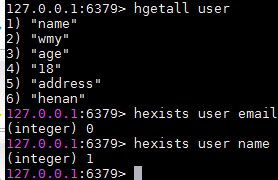 127.0.0.1:6379> hgetall user
1) "name"
2) "wmy"
3) "age"
4) "18"
5) "address"
6) "henan"
127.0.0.1:6379> hexists user email
(integer) 0
127.0.0.1:6379> hexists user name
(integer) 1
127.0.0.1:6379>